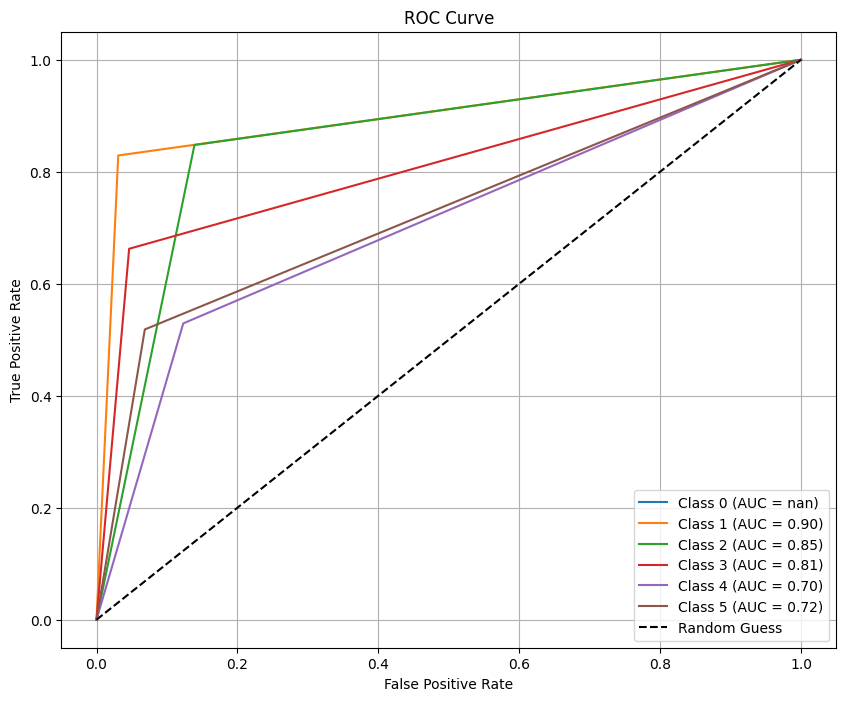 ROC Curve
1.0
0.8
0.6
0.4
0.2
0.0
True Positive Rate
0.0 0.2 0.4 0.6 0.8 1.0
False Positive Rate
Class 0 (AUC = nan)
Class 1 (AUC = 0.90)
Class 2 (AUC = 0.85)
Class 3 (AUC = 0.81)
Class 4 (AUC = 0.70)
Class 5 (AUC = 0.72)
Random Guess